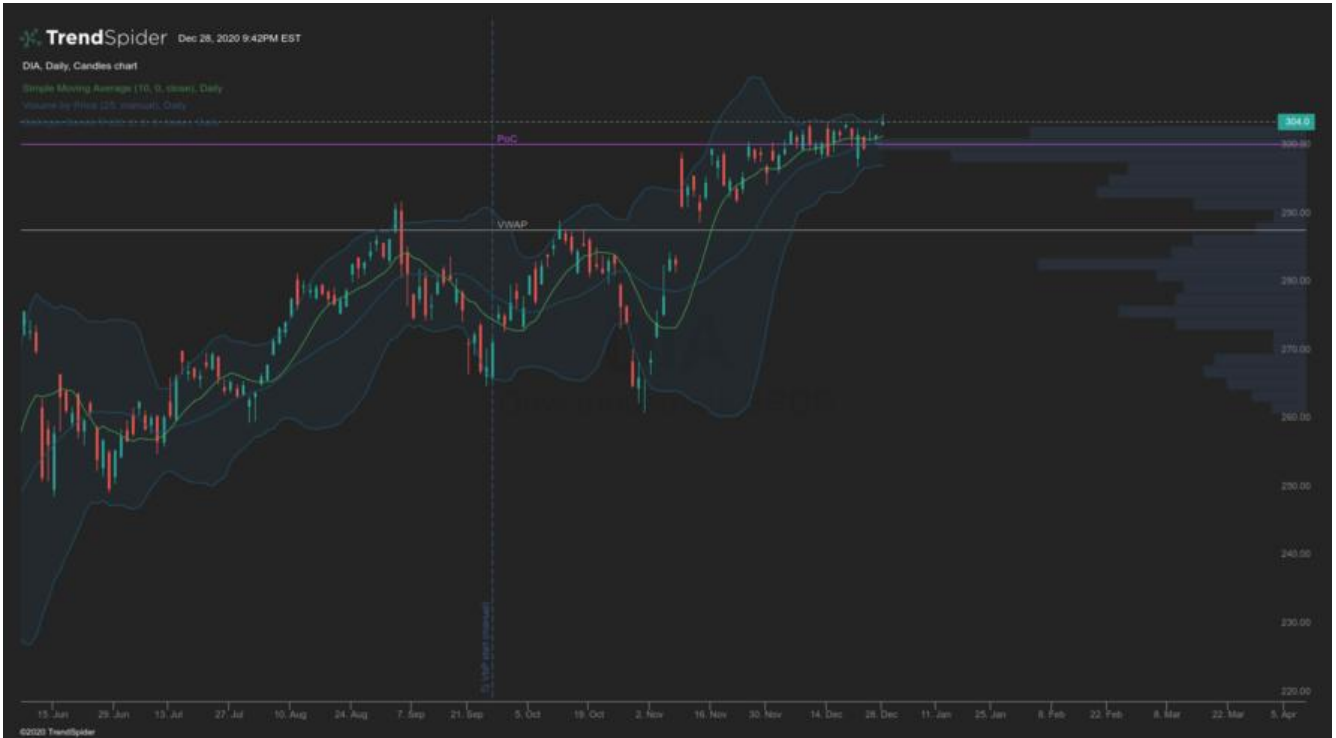 TrendSpider Dec 28, 2020 9:42PM EST
DIA, Daily, Candles chart
Simple Moving Average (10, 0, close), Daily
Volume by Price (25, manual), Daily
304.0
PoC
300.00
290.00
VWAP
280.00
270.00
260.00
250.00
240.00
230.00
220.00
VbP start (manual)
15. Jun 29. Jun 13. Jul 27. Jul 10. Aug 24. Aug 7. Sep 21. Sep 5. Oct 19. Oct 2. Nov 16. Nov 30. Nov 14. Dec 28. Dec 11. Jan 25. Jan 8. Feb 22. Feb 8. Mar 22. Mar 5. Apr
©2020 TrendSpider